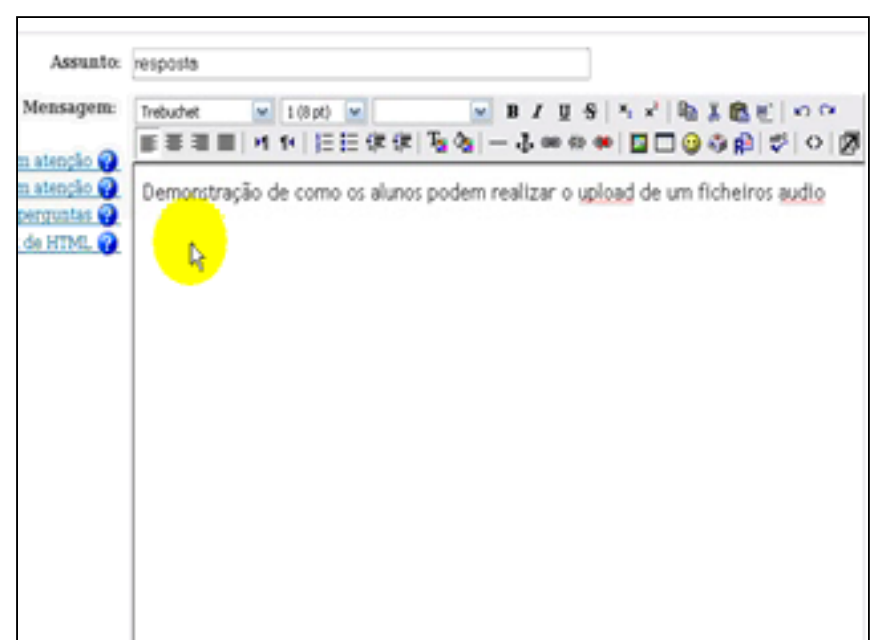 Assunto: resposta
Mensagem:
Trebuchet 1 (8 pt)
B I U S
m atenção
m atenção
perguntas
de HTML
Demonstração de como os alunos podem realizar o upload de um ficheiros audio